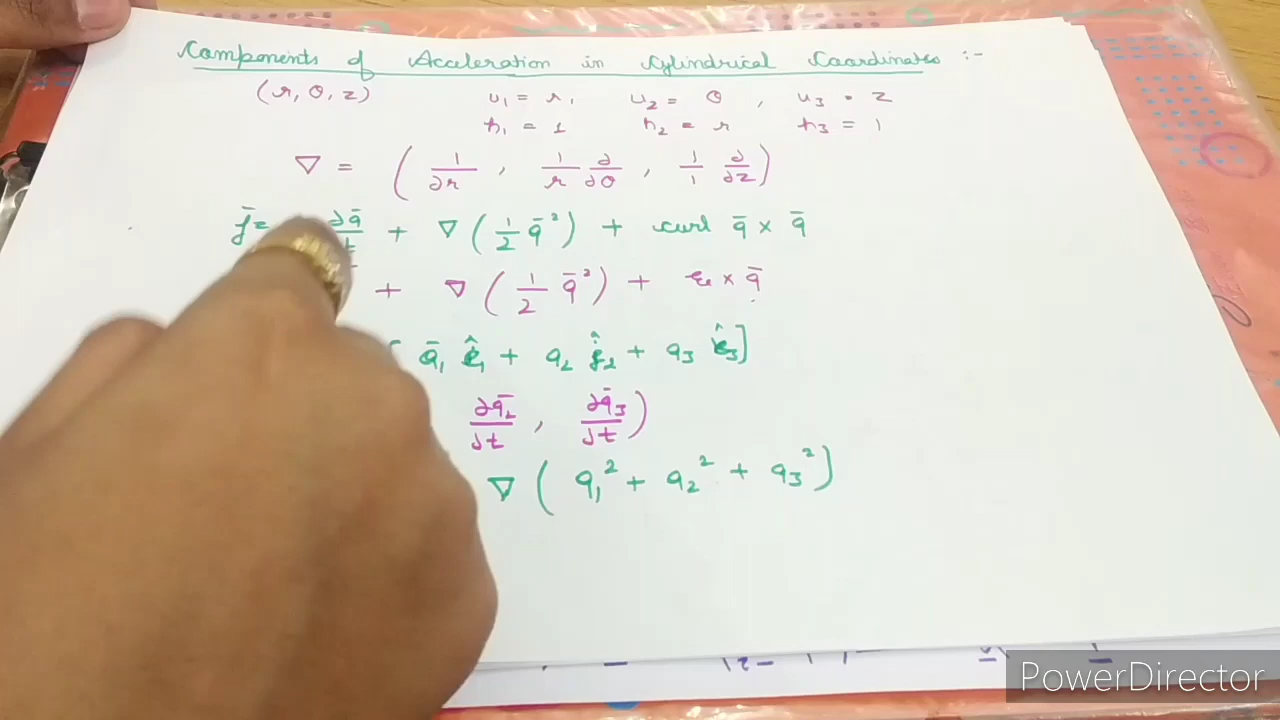 Components of Acceleration in Cylindrical Coordinates :-
(r, θ, z) u₁ = r, u₂ = θ, u₃ = z
h₁ = 1 h₂ = r h₃ = 1
∇ = ( 1/∂r , 1/r ∂/∂θ , 1/1 ∂/∂z )
f̄ = ∂q̄/∂t + ∇( 1/2 q̄² ) + curl q̄ × q̄
+ ∇( 1/2 q̄² ) + × q̄
[ q̄₁ ê₁ + q₂ + q₃ ê₃ ]
∂q̄₂/∂t , ∂q̄₃/∂t )
∇ ( q₁² + q₂² + q₃² )
PowerDirector